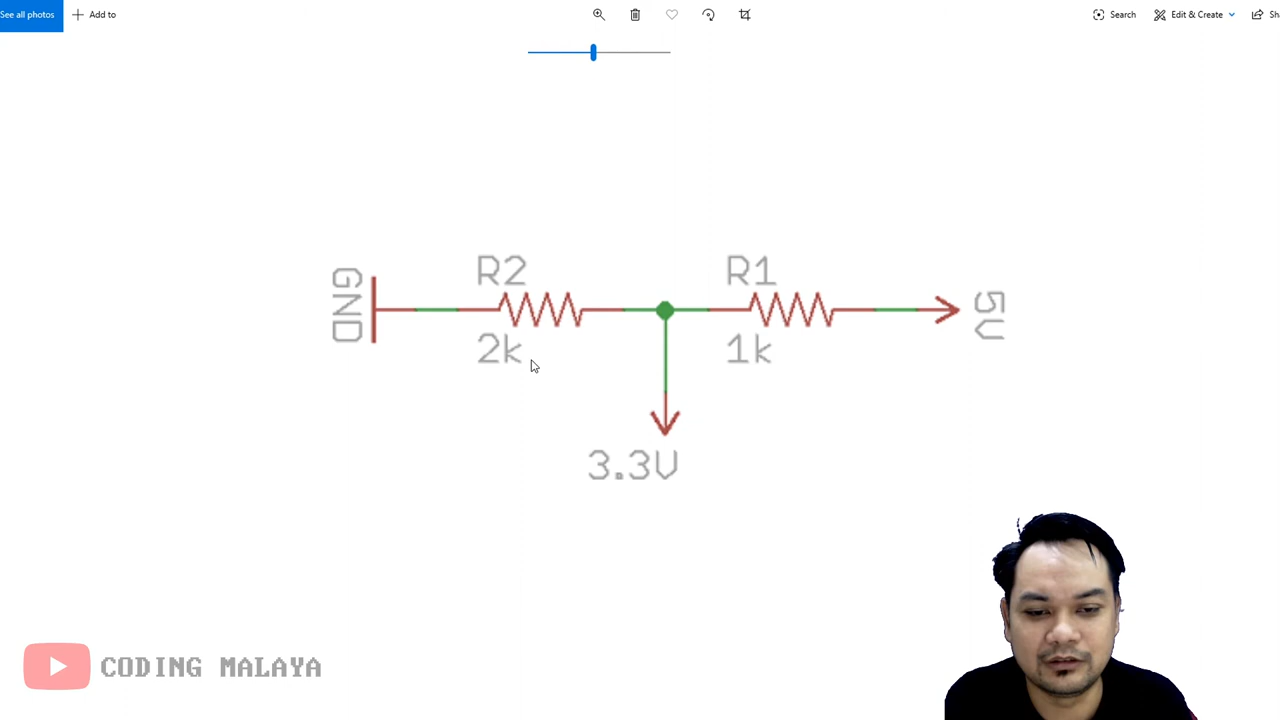 See all photos
Add to
Search
Edit & Create
Sh
GND
R2
2k
R1
1k
5V
3.3V
CODING MALAYA